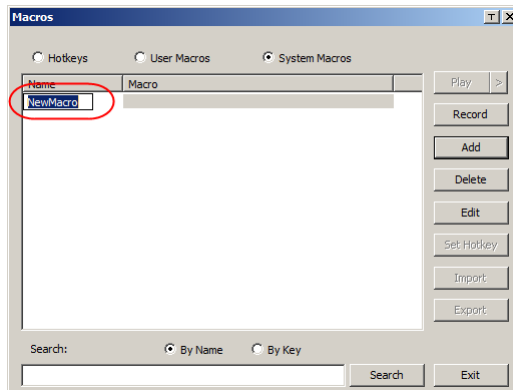 Macros
T X
Hotkeys User Macros System Macros
Name Macro
NewMacro
Play >
Record
Add
Delete
Edit
Set Hotkey
Import
Export
Search: By Name By Key
Search Exit